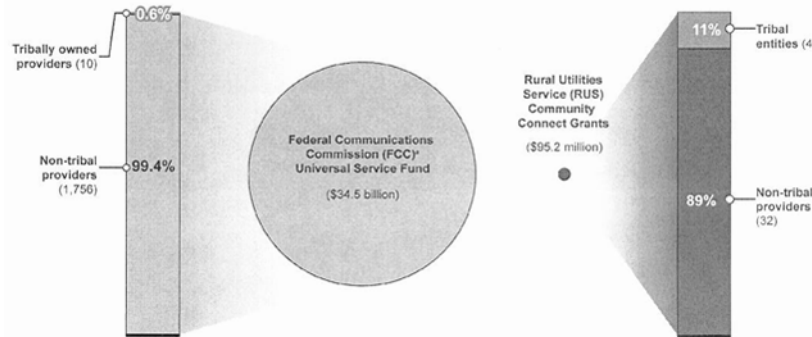 0.6%
Tribally owned
providers (10)
Non-tribal
providers
(1,756)
99.4%
Federal Communications
Commission (FCC)ª
Universal Service Fund
($34.5 billion)
Rural Utilities
Service (RUS)
Community
Connect Grants
($95.2 million)
11%
Tribal
entities (4
89%
Non-tribal
providers
(32)